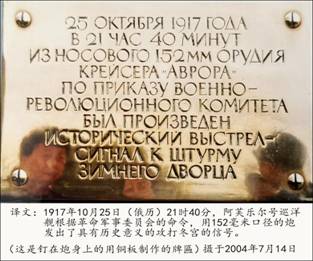 25 ОКТЯБРЯ 1917 ГОДА
В 21 ЧАС 40 МИНУТ
ИЗ НОСОВОГО 152ММ ОРУДИЯ
КРЕЙСЕРА "АВРОРА"
ПО ПРИКАЗУ ВОЕННО-
РЕВОЛЮЦИОННОГО КОМИТЕТА
БЫЛ ПРОИЗВЕДЕН
ИСТОРИЧЕСКИЙ ВЫСТРЕЛ-
СИГНАЛ К ШТУРМУ
ЗИМНЕГО ДВОРЦА
译文：1917年10月25日（俄历）21时40分，阿芙乐尔号巡洋
舰根据革命军事委员会的命令，用152毫米口径的炮
发出了具有历史意义的攻打冬宫的信号。
（这是钉在炮身上的用铜板制作的牌匾）摄于2004年7月14日